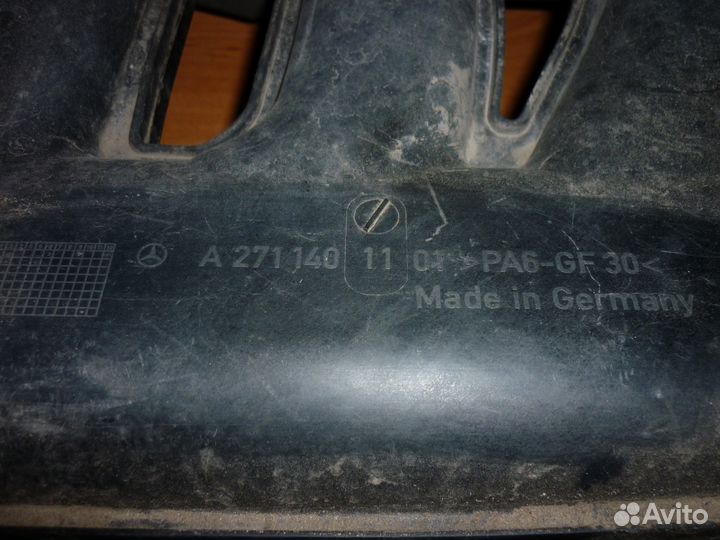 A 271 140 11 01 >PA6-GF 30<
Made in Germany
Avito